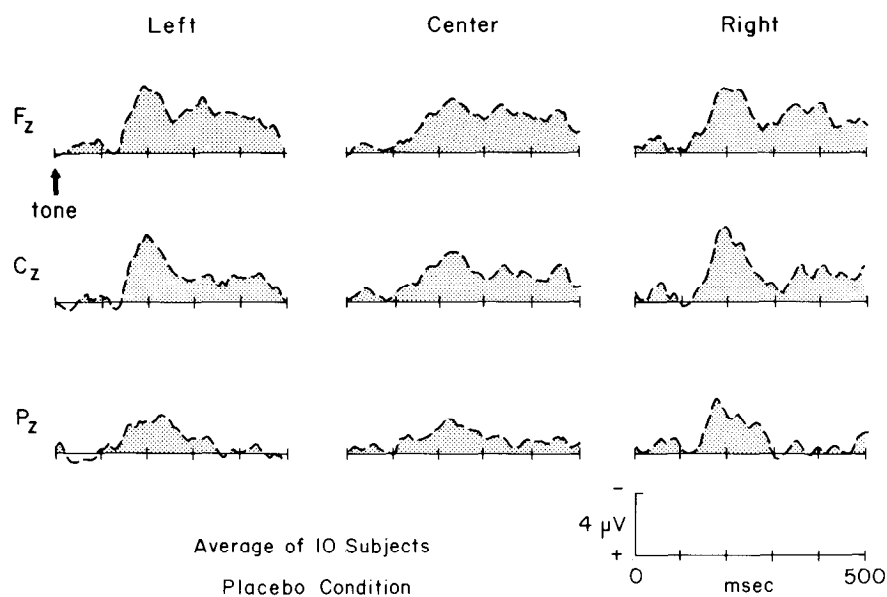 Left Center Right
Fz
tone
Cz
Pz
−
4 μV
+
0 msec 500
Average of 10 Subjects
Placebo Condition